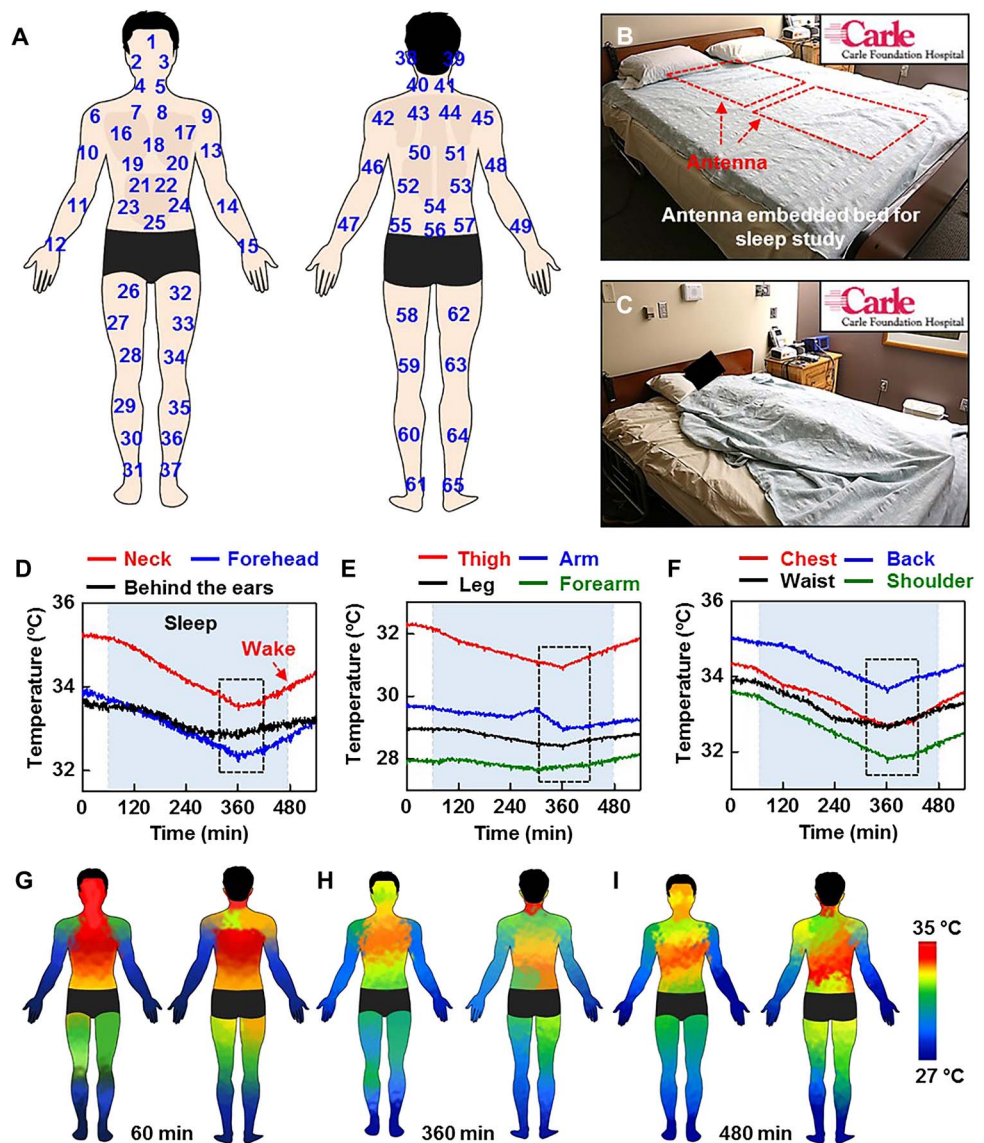 A
1
2 3
4 5
6 7 8 9
16 17
10 18 13
19 20
21 22
11 23 24 14
25
12 15
26 32
27 33
28 34
29 35
30 36
31 37
38 39
40 41
42 43 44 45
50 51
46 48
52 53
54
47 55 56 57 49
58 62
59 63
60 64
61 65
B
Carle
Carle Foundation Hospital
Antenna
Antenna embedded bed for
sleep study
C
Carle
Carle Foundation Hospital
D
Neck Forehead
Behind the ears
Temperature (ºC)
36
34
32
Sleep
Wake
0 120 240 360 480
Time (min)
E
Thigh Arm
Leg Forearm
Temperature (ºC)
32
30
28
0 120 240 360 480
Time (min)
F
Chest Back
Waist Shoulder
Temperature (ºC)
36
34
32
0 120 240 360 480
Time (min)
G
60 min
H
360 min
I
480 min
35 ºC
27 ºC